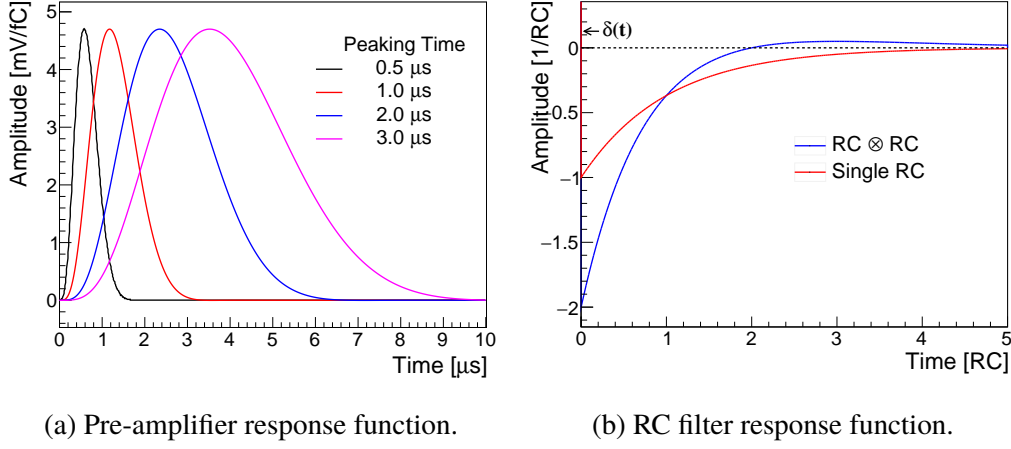 Amplitude [mV/fC]
5
4
3
2
1
0
Peaking Time
0.5 μs
1.0 μs
2.0 μs
3.0 μs
0 1 2 3 4 5 6 7 8 9 10
Time [μs]
(a) Pre-amplifier response function.
Amplitude [1/RC]
δ(t)
0
−0.5
−1
−1.5
−2
RC ⊗ RC
Single RC
0 1 2 3 4 5
Time [RC]
(b) RC filter response function.